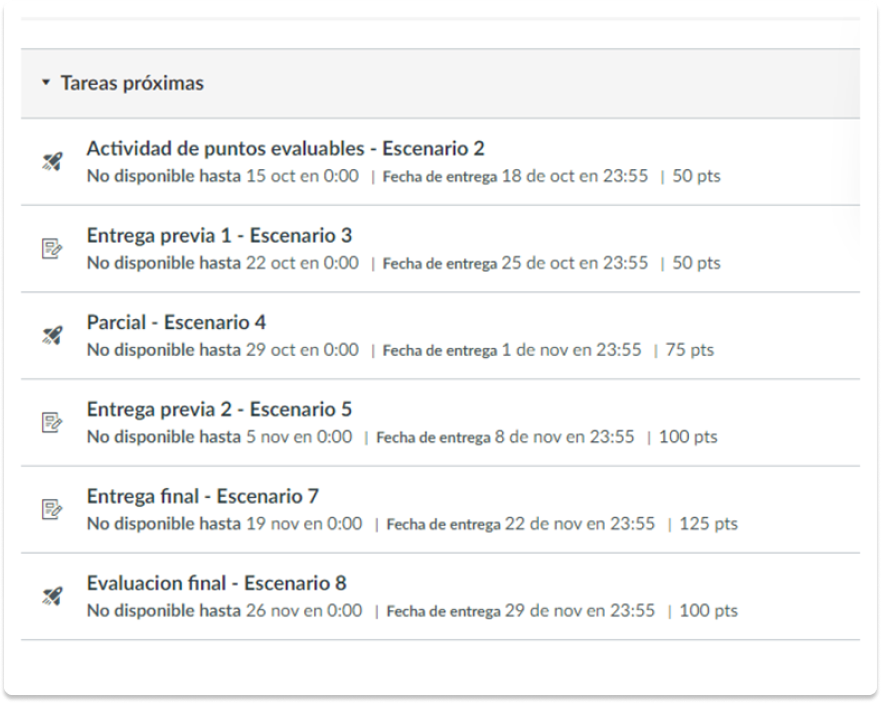 Tareas próximas
Actividad de puntos evaluables - Escenario 2
No disponible hasta 15 oct en 0:00 | Fecha de entrega 18 de oct en 23:55 | 50 pts
Entrega previa 1 - Escenario 3
No disponible hasta 22 oct en 0:00 | Fecha de entrega 25 de oct en 23:55 | 50 pts
Parcial - Escenario 4
No disponible hasta 29 oct en 0:00 | Fecha de entrega 1 de nov en 23:55 | 75 pts
Entrega previa 2 - Escenario 5
No disponible hasta 5 nov en 0:00 | Fecha de entrega 8 de nov en 23:55 | 100 pts
Entrega final - Escenario 7
No disponible hasta 19 nov en 0:00 | Fecha de entrega 22 de nov en 23:55 | 125 pts
Evaluacion final - Escenario 8
No disponible hasta 26 nov en 0:00 | Fecha de entrega 29 de nov en 23:55 | 100 pts